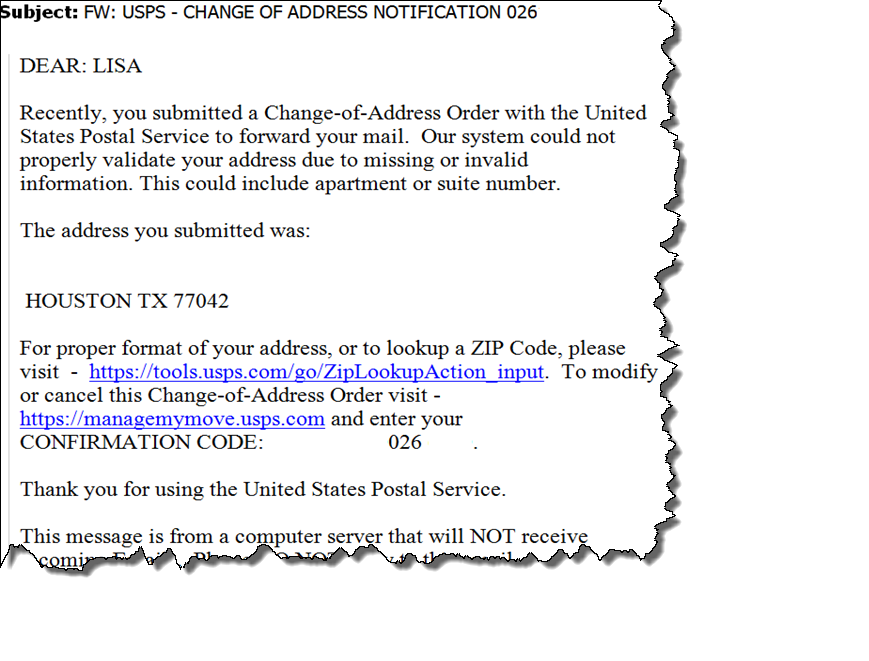 Subject: FW: USPS - CHANGE OF ADDRESS NOTIFICATION 026
DEAR: LISA
Recently, you submitted a Change-of-Address Order with the United
States Postal Service to forward your mail.  Our system could not
properly validate your address due to missing or invalid
information. This could include apartment or suite number.
The address you submitted was:
HOUSTON TX 77042
For proper format of your address, or to lookup a ZIP Code, please
visit  -  https://tools.usps.com/go/ZipLookupAction_input.  To modify
or cancel this Change-of-Address Order visit -
https://managemymove.usps.com and enter your
CONFIRMATION CODE: 026 .
Thank you for using the United States Postal Service.
This message is from a computer server that will NOT receive